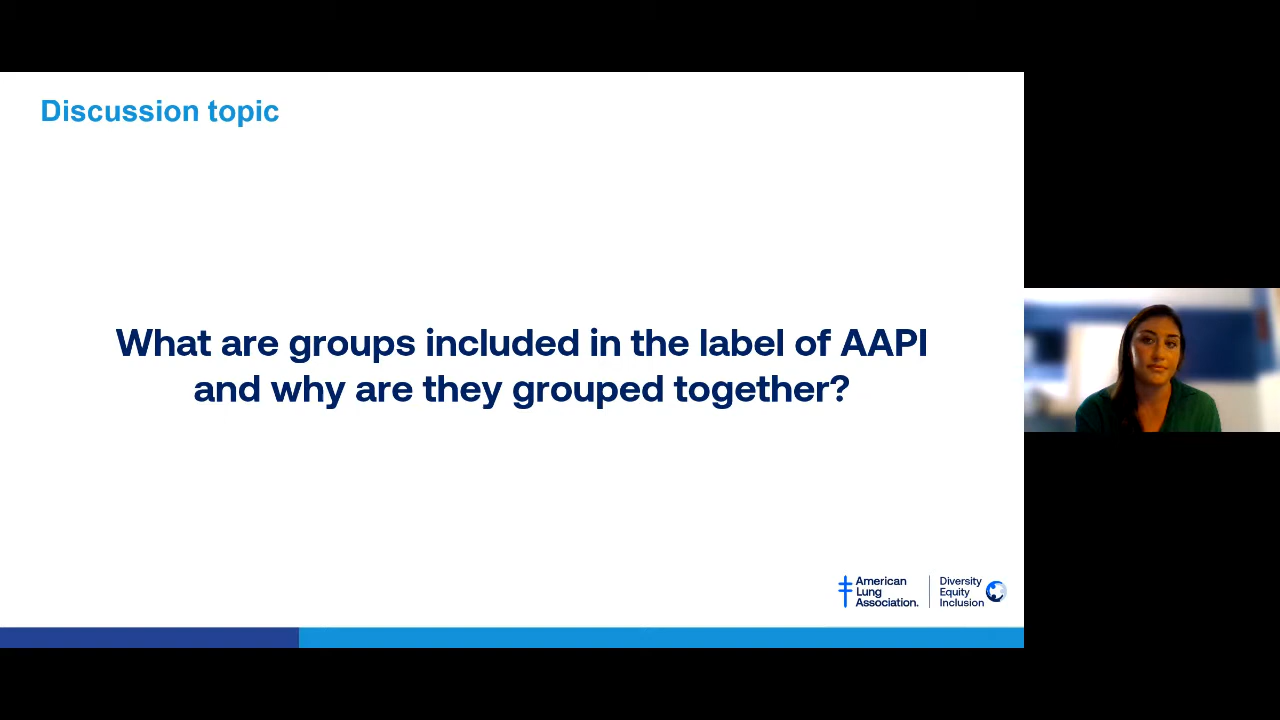 Discussion topic
What are groups included in the label of AAPI
and why are they grouped together?
American
Lung
Association.
Diversity
Equity
Inclusion